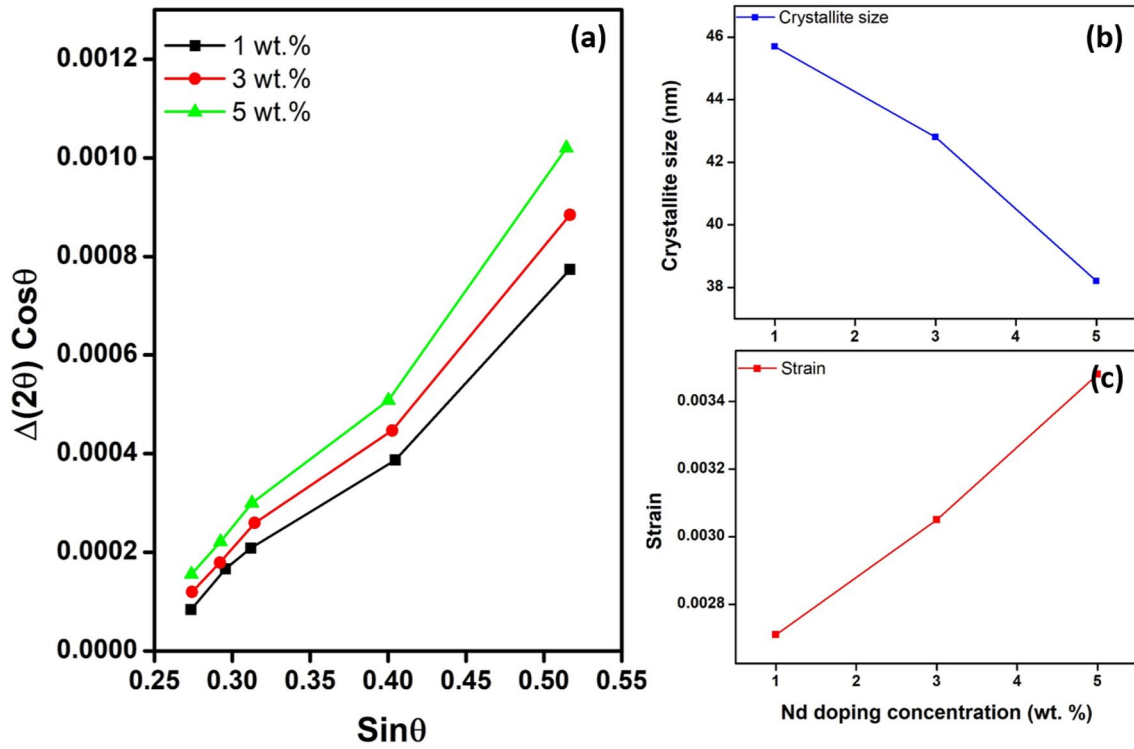 (a)
1 wt.%
3 wt.%
5 wt.%
0.0012
0.0010
0.0008
0.0006
0.0004
0.0002
0.0000
Δ(2θ) Cosθ
0.25 0.30 0.35 0.40 0.45 0.50 0.55
Sinθ
Crystallite size
(b)
46
44
42
40
38
Crystallite size (nm)
1 2 3 4 5
Strain
(c)
0.0034
0.0032
0.0030
0.0028
Strain
1 2 3 4 5
Nd doping concentration (wt. %)